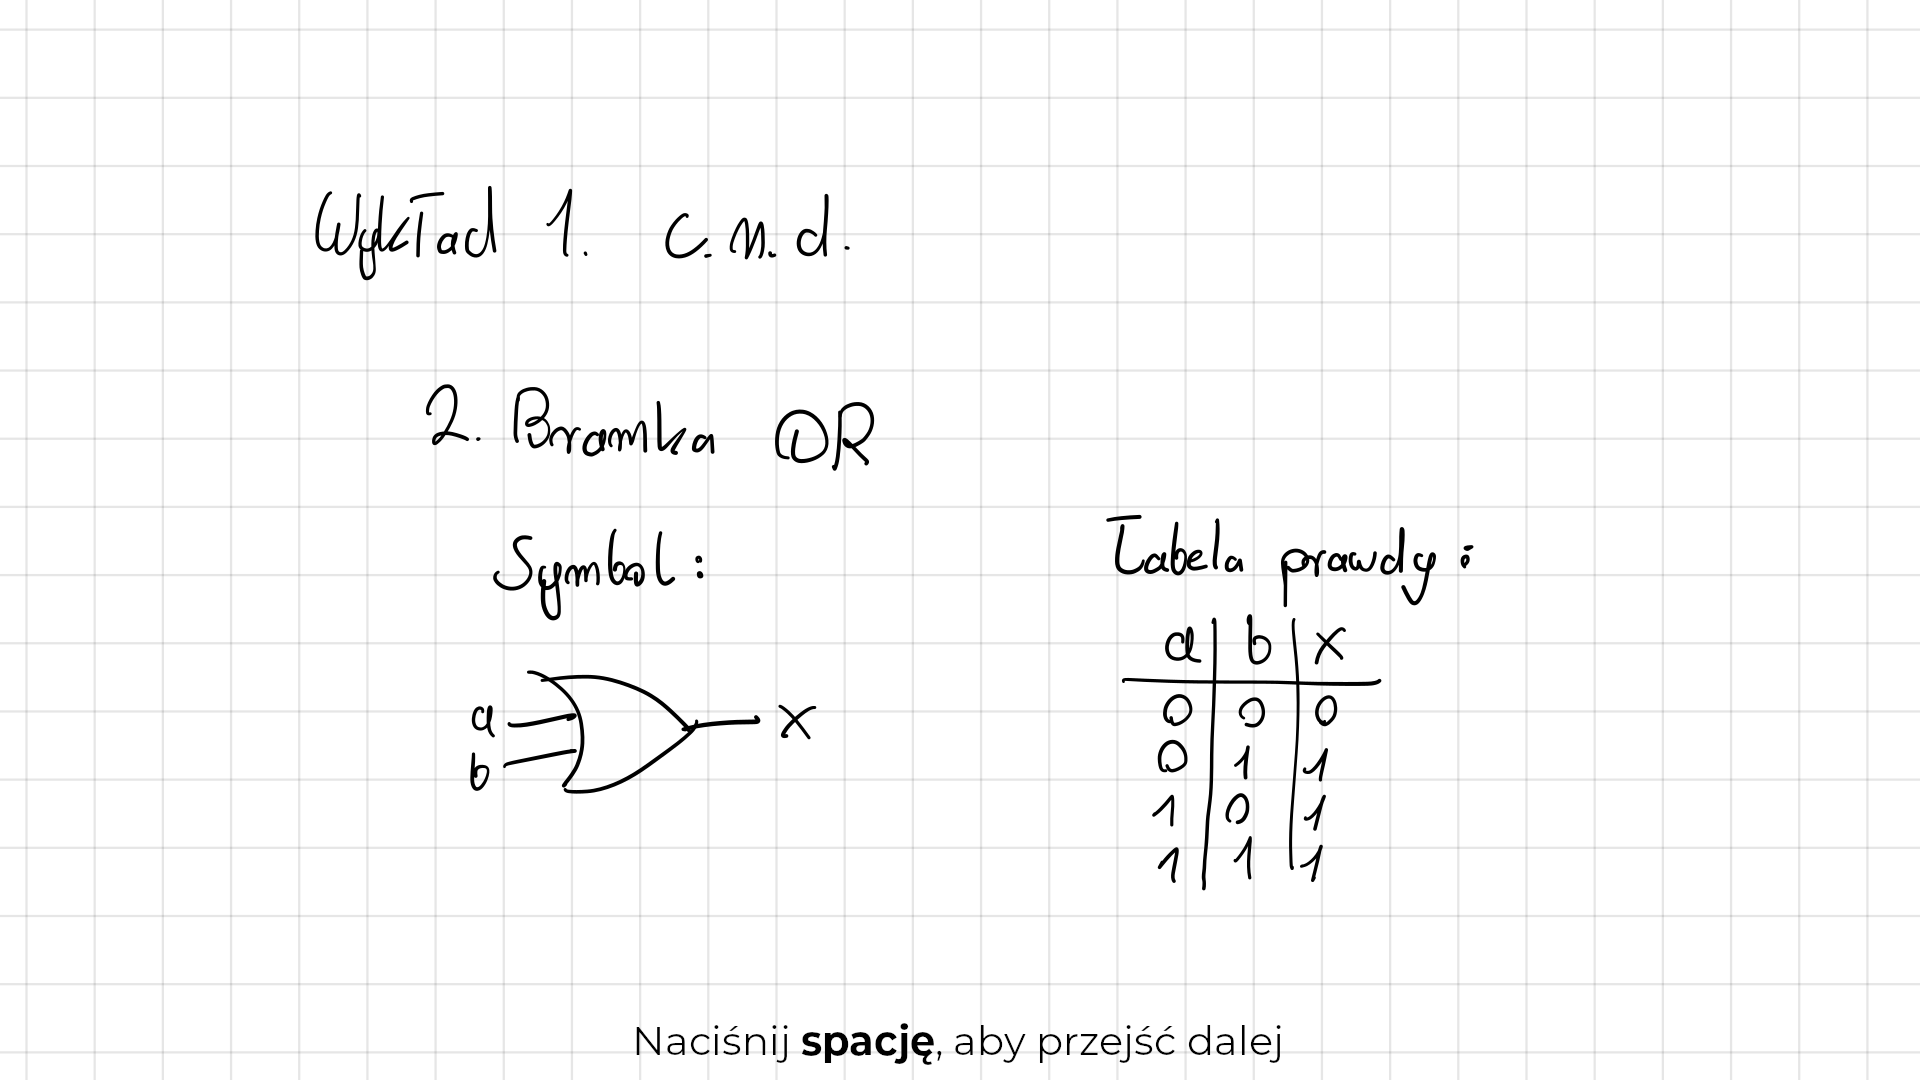 Wykład 1. c.n.d.
2. Bramka OR
Symbol:
a
b
x
Tabela prawdy:
a b x
0 0 0
0 1 1
1 0 1
1 1 1
Naciśnij spację, aby przejść dalej